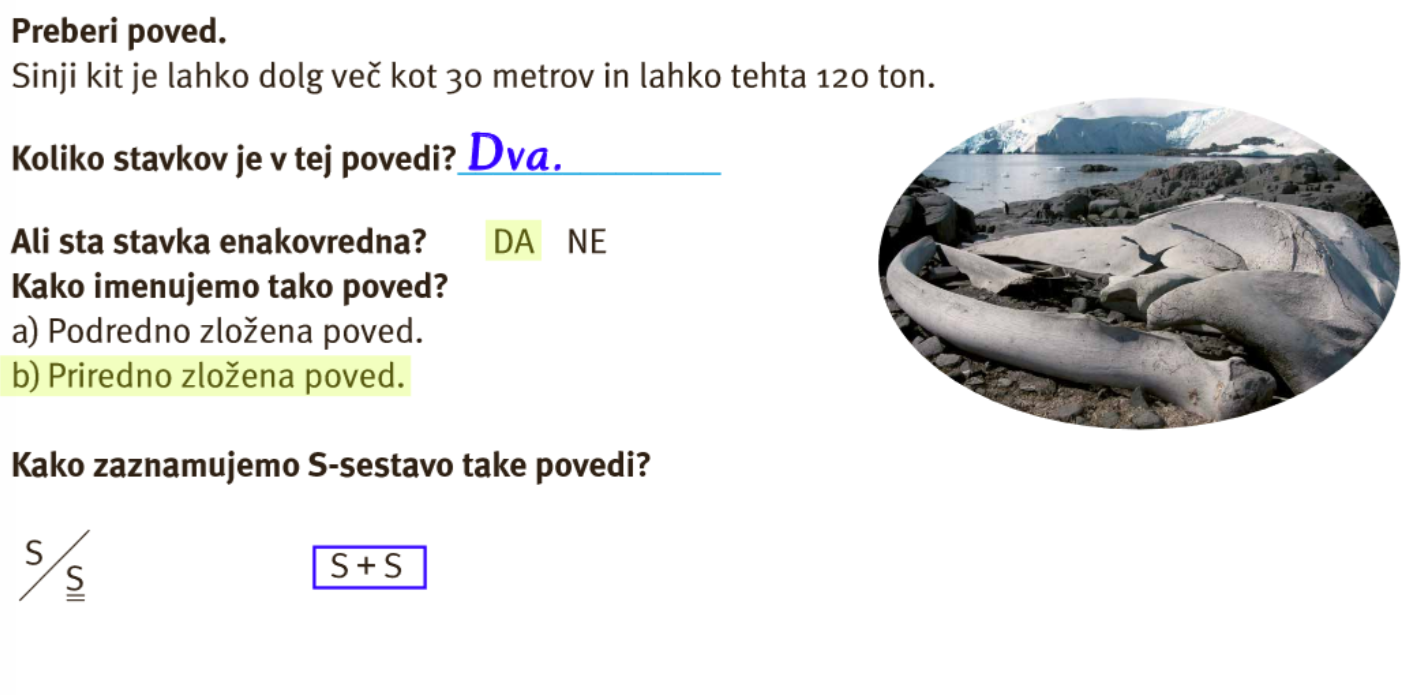 Preberi poved.
Sinji kit je lahko dolg več kot 30 metrov in lahko tehta 120 ton.
Koliko stavkov je v tej povedi? Dva.
Ali sta stavka enakovredna? DA NE
Kako imenujemo tako poved?
a) Podredno zložena poved.
b) Priredno zložena poved.
Kako zaznamujemo S-sestavo take povedi?
S/S S + S